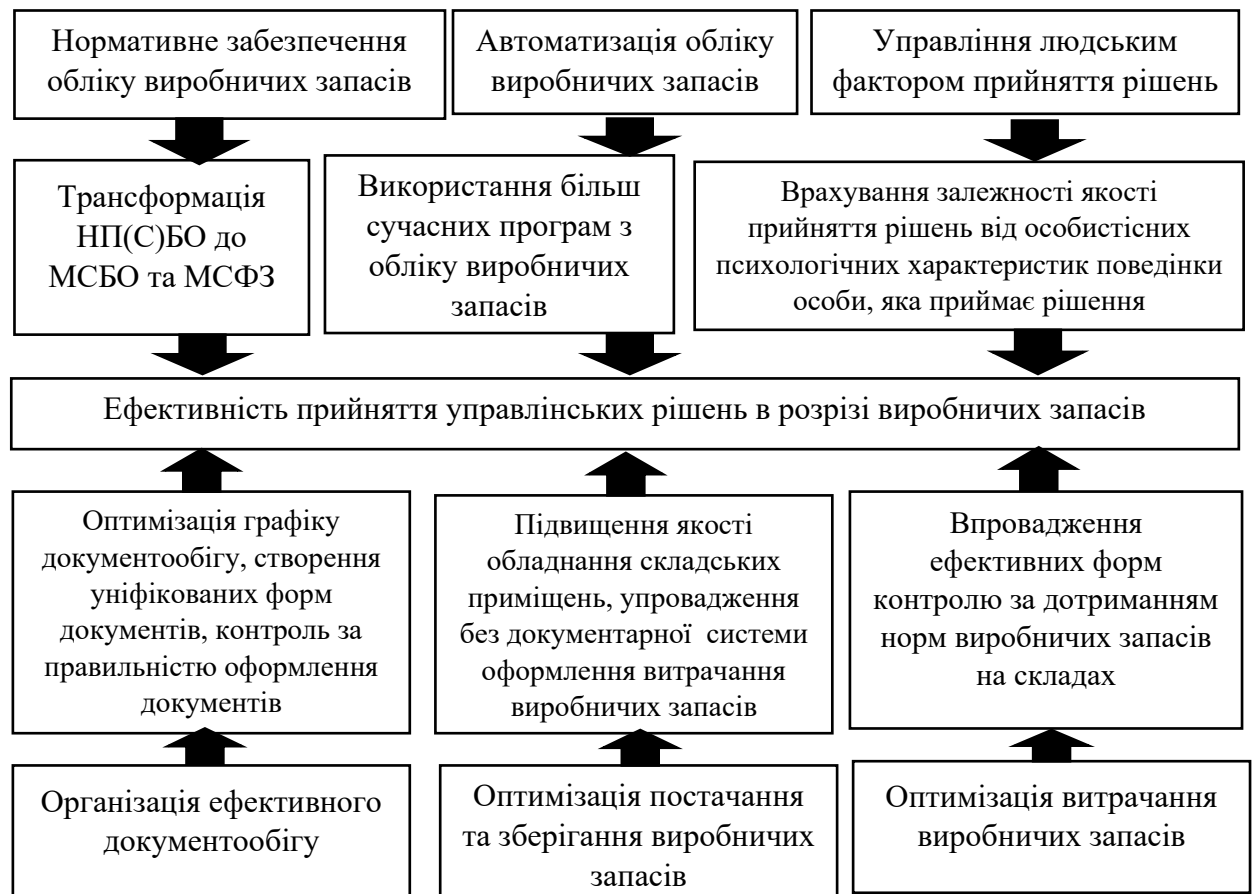 Нормативне забезпечення
обліку виробничих запасів
Автоматизація обліку
виробничих запасів
Управління людським
фактором прийняття рішень
Трансформація
НП(С)БО до
МСБО та МСФЗ
Використання більш
сучасних програм з
обліку виробничих
запасів
Врахування залежності якості
прийняття рішень від особистісних
психологічних характеристик поведінки
особи, яка приймає рішення
Ефективність прийняття управлінських рішень в розрізі виробничих запасів
Оптимізація графіку
документообігу, створення
уніфікованих форм
документів, контроль за
правильністю оформлення
документів
Підвищення якості
обладнання складських
приміщень, упровадження
без документарної системи
оформлення витрачання
виробничих запасів
Впровадження
ефективних форм
контролю за дотриманням
норм виробничих запасів
на складах
Організація ефективного
документообігу
Оптимізація постачання
та зберігання виробничих
запасів
Оптимізація витрачання
виробничих запасів